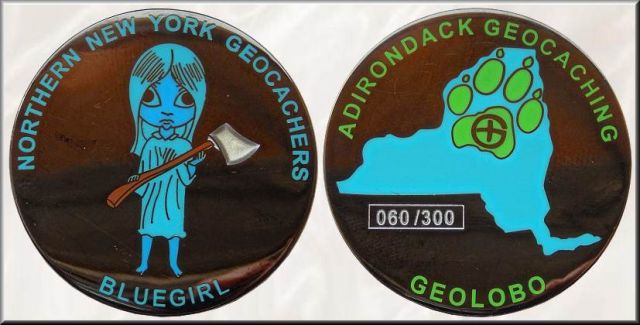 NORTHERN NEW YORK GEOCACHERS
BLUEGIRL
ADIRONDACK GEOCACHING
060/300
GEOLOBO